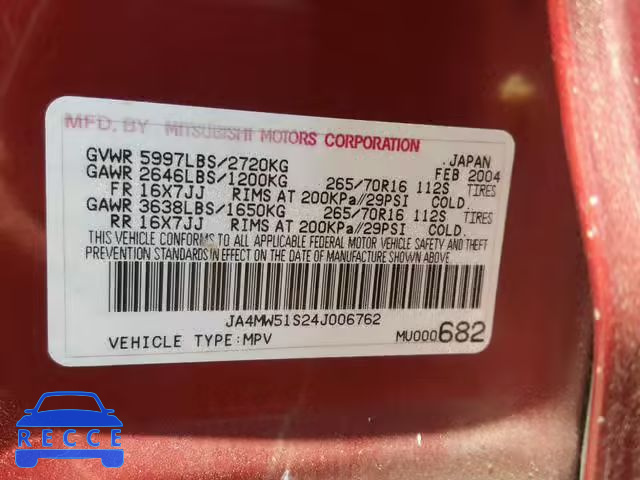 MFD. BY MITSUBISHI MOTORS CORPORATION
GVWR 5997LBS/2720KG JAPAN
GAWR 2646LBS/1200KG 265/70R16 112S FEB 2004
FR 16X7JJ RIMS AT 200KPA//29PSI COLD. TIRES
GAWR 3638LBS/1650KG 265/70R16 112S TIRES
RR 16X7JJ RIMS AT 200KPA//29PSI COLD.
THIS VEHICLE CONFORMS TO ALL APPLICABLE FEDERAL MOTOR VEHICLE SAFETY AND THEFT
PREVENTION STANDARDS IN EFFECT ON THE DATE OF MANUFACTURE SHOWN ABOVE.
JA4MW51S24J006762
VEHICLE TYPE:MPV MU000682
RECCE